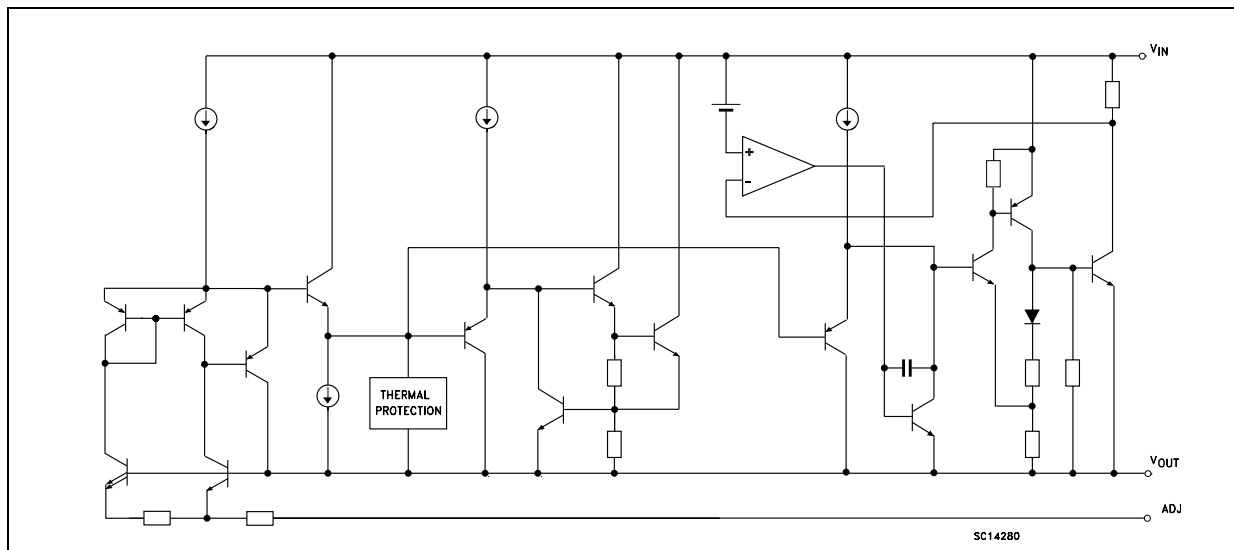 VIN
+
-
THERMAL
PROTECTION
VOUT
ADJ
SC14280